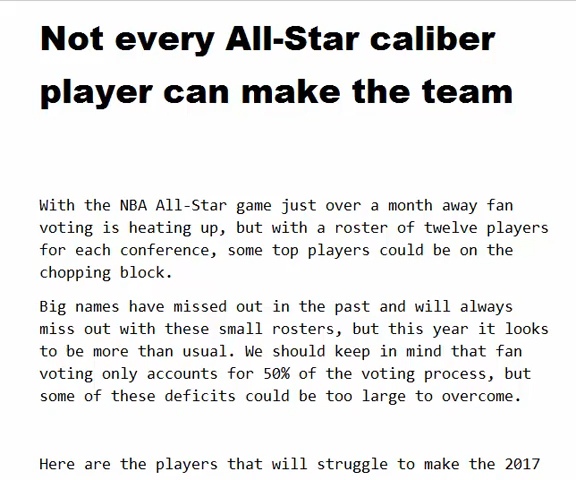 Not every All-Star caliber
player can make the team
With the NBA All-Star game just over a month away fan
voting is heating up, but with a roster of twelve players
for each conference, some top players could be on the
chopping block.
Big names have missed out in the past and will always
miss out with these small rosters, but this year it looks
to be more than usual. We should keep in mind that fan
voting only accounts for 50% of the voting process, but
some of these deficits could be too large to overcome.
Here are the players that will struggle to make the 2017